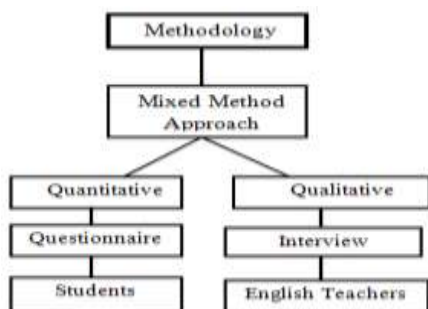 Methodology
Mixed Method
Approach
Quantitative
Qualitative
Questionnaire
Interview
Students
English Teachers